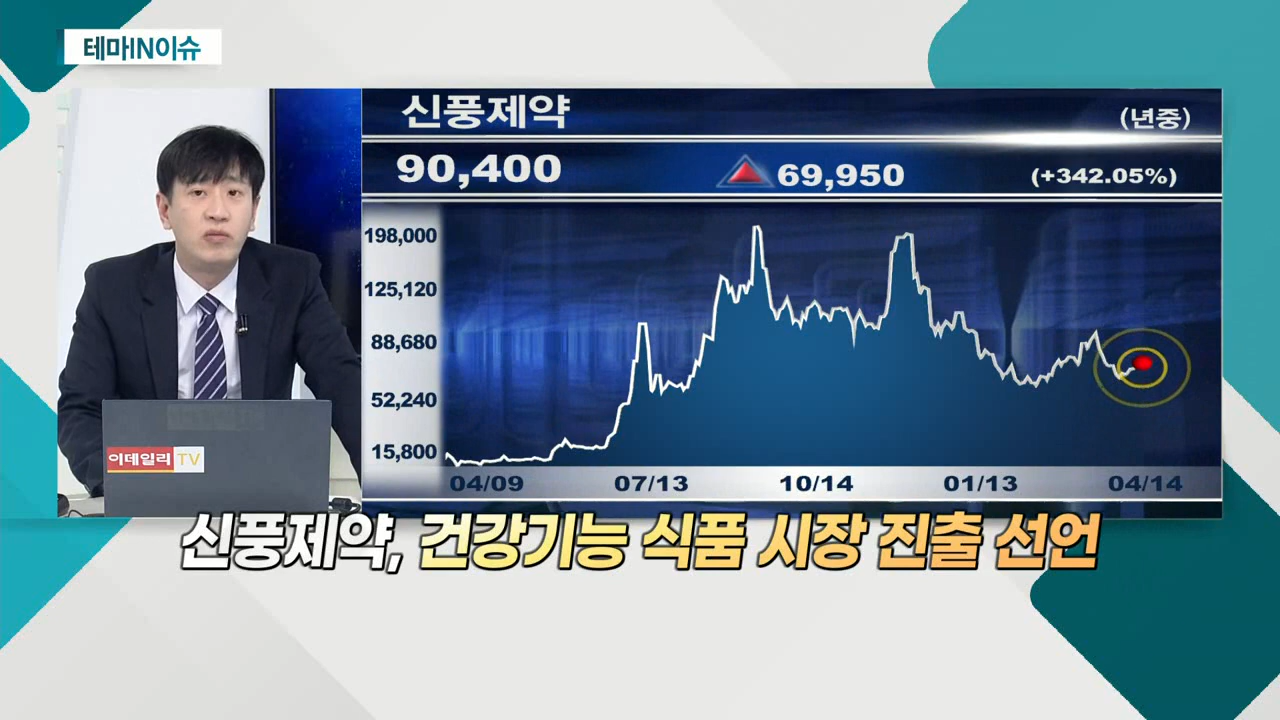 테마IN이슈
신풍제약
(년중)
90,400
69,950
(+342.05%)
198,000
125,120
88,680
52,240
15,800
04/09
07/13
10/14
01/13
04/14
이데일리 TV
신풍제약, 건강기능 식품 시장 진출 선언